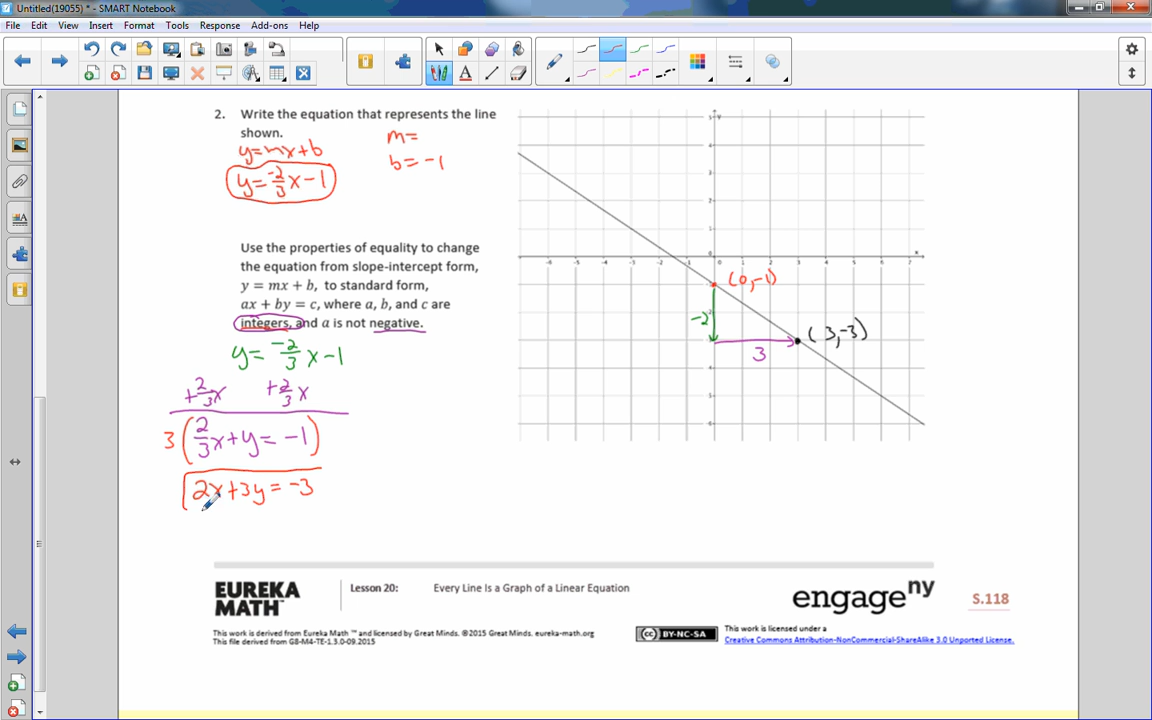 Untitled(19055) * - SMART Notebook
File Edit View Insert Format Tools Response Add-ons Help
2. Write the equation that represents the line
shown.
y=mx+b
m=
b=-1
y=-2/3x-1
Use the properties of equality to change
the equation from slope-intercept form,
y = mx + b, to standard form,
ax + by = c, where a, b, and c are
integers, and a is not negative.
y=-2/3x-1
+2/3x +2/3x
3(2/3x+y=-1)
2x+3y=-3
(0,-1)
-2
3
(3,-3)
EUREKA
MATH™
Lesson 20: Every Line Is a Graph of a Linear Equation
engage ny
S.118
This work is derived from Eureka Math ™ and licensed by Great Minds. ©2015 Great Minds. eureka-math.org
This file derived from G8-M4-TE-1.3.0-09.2015
cc BY-NC-SA
This work is licensed under a
Creative Commons Attribution-NonCommercial-ShareAlike 3.0 Unported License.